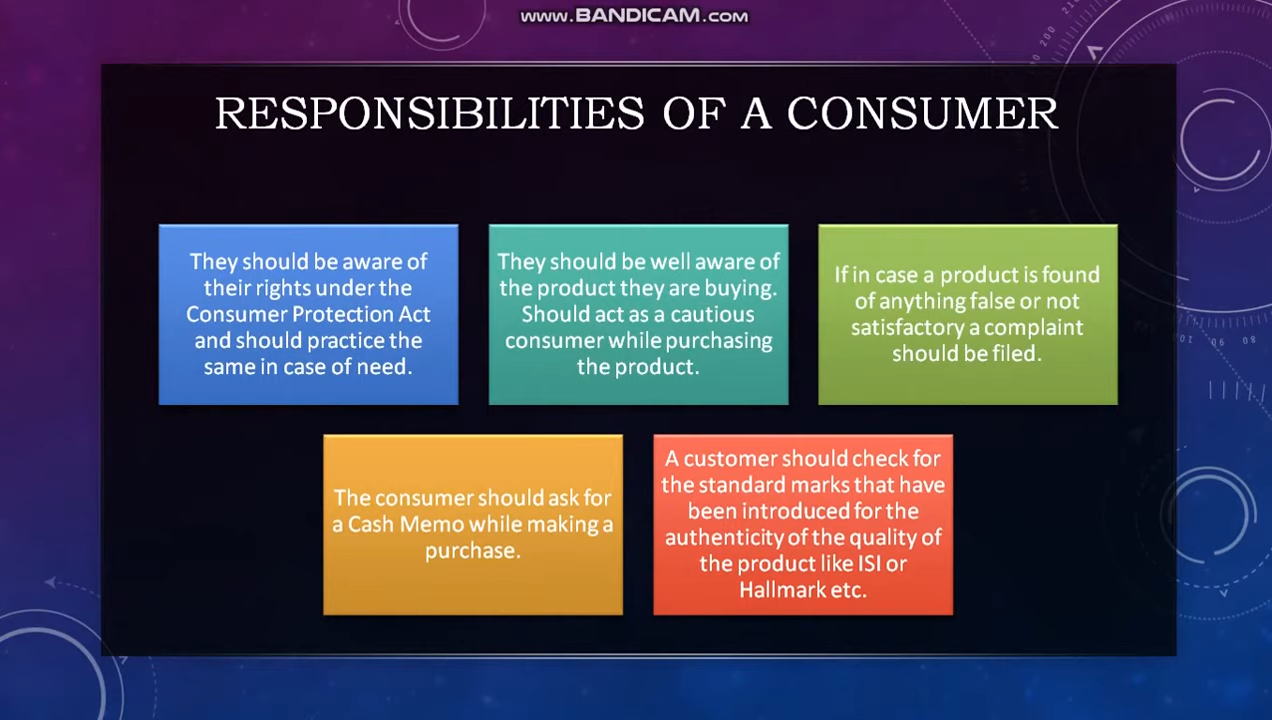 www.BANDICAM.com
RESPONSIBILITIES OF A CONSUMER
They should be aware of
their rights under the
Consumer Protection Act
and should practice the
same in case of need.
They should be well aware of
the product they are buying.
Should act as a cautious
consumer while purchasing
the product.
If in case a product is found
of anything false or not
satisfactory a complaint
should be filed.
The consumer should ask for
a Cash Memo while making a
purchase.
A customer should check for
the standard marks that have
been introduced for the
authenticity of the quality of
the product like ISI or
Hallmark etc.